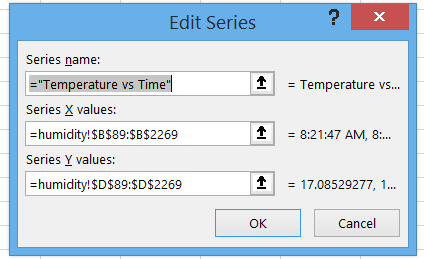 Edit Series
?
Series name:
="Temperature vs Time" = Temperature vs...
Series X values:
=humidity!$B$89:$B$2269 = 8:21:47 AM, 8:...
Series Y values:
=humidity!$D$89:$D$2269 = 17.08529277, 1...
OK Cancel